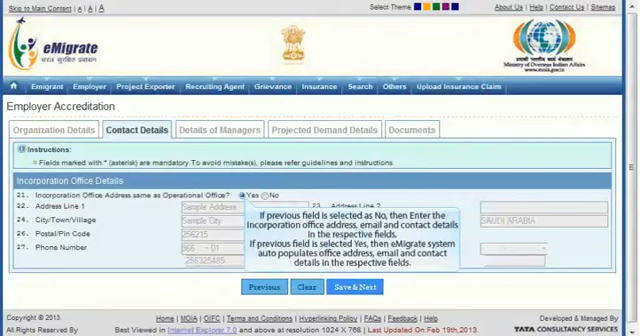 Skip to Main Content A | A | A
Select Theme
About Us | Help | Contact Us | Sitemap
eMigrate
सुरक्षित प्रवास
Ministry of Overseas Indian Affairs
www.moia.gov.in
Emigrant Employer Project Exporter Recruiting Agent Grievance Insurance Search Others Upload Insurance Claim
Employer Accreditation
Organization Details Contact Details Details of Managers Projected Demand Details Documents
Instructions:
Fields marked with * (asterisk) are mandatory. To avoid mistake(s), please refer guidelines and instructions
Incorporation Office Details
21. Incorporation Office Address same as Operational Office? Yes No
22. Address Line 1 Sample Address 23. Address Line 2
24. City/Town/Village Sample City SAUDI ARABIA
26. Postal/Pin Code 256215
27. Phone Number 966 - 01 -
256325485
If previous field is selected as No, then Enter the
Incorporation office address, email and contact details
in the respective fields.
If previous field is selected Yes, then eMigrate system
auto populates office address, email and contact
details in the respective fields.
Previous Clear Save & Next
Copyright © 2013.
Home | MOIA | OIFC | Terms and Conditions | Hyperlinking Policy | FAQs | Feedback | Help
Developed & Managed By
All Rights Reserved By
Best Viewed in Internet Explorer 7.0 and above at resolution 1024 X 768 | Last Updated On Feb 19th,2013.
TATA CONSULTANCY SERVICES